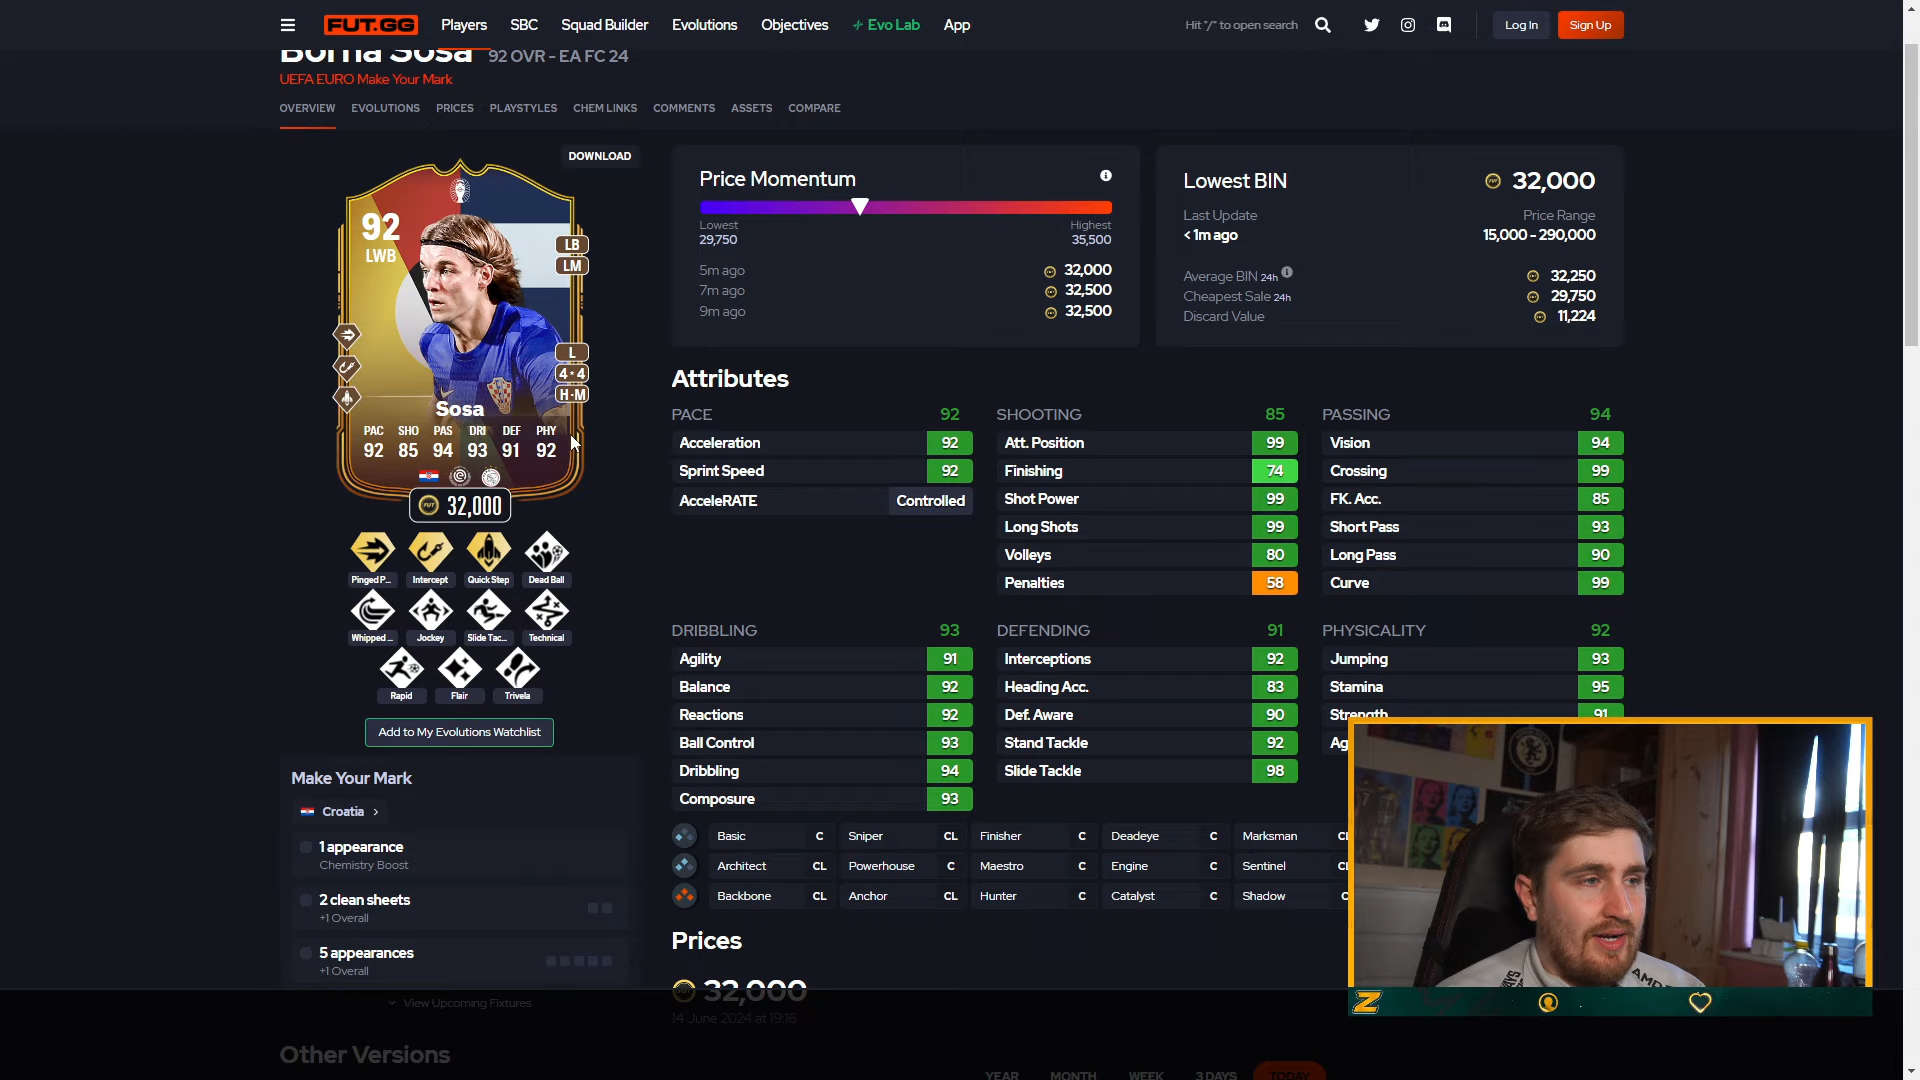 FUT.GG
Players
SBC
Squad Builder
Evolutions
Objectives
Evo Lab
App
Hit "/" to open search
Log In
Sign Up
Borna Sosa
92 OVR - EA FC 24
UEFA EURO Make Your Mark
OVERVIEW
EVOLUTIONS
PRICES
PLAYSTYLES
CHEM LINKS
COMMENTS
ASSETS
COMPARE
DOWNLOAD
92
LWB
LB
LM
L
4★4
H-M
Sosa
PAC SHO PAS DRI DEF PHY
92 85 94 93 91 92
32,000
Pinged P...
Intercept
Quick Step
Dead Ball
Whipped ...
Jockey
Slide Tac...
Technical
Rapid
Flair
Trivela
Add to My Evolutions Watchlist
Make Your Mark
Croatia >
1 appearance
Chemistry Boost
2 clean sheets
+1 Overall
5 appearances
+1 Overall
View Upcoming Fixtures
Other Versions
Price Momentum
Lowest
29,750
Highest
35,500
5m ago 32,000
7m ago 32,500
9m ago 32,500
Lowest BIN 32,000
Last Update Price Range
< 1m ago 15,000 - 290,000
Average BIN 24h 32,250
Cheapest Sale 24h 29,750
Discard Value 11,224
Attributes
PACE 92
Acceleration 92
Sprint Speed 92
AcceleRATE Controlled
SHOOTING 85
Att. Position 99
Finishing 74
Shot Power 99
Long Shots 99
Volleys 80
Penalties 58
PASSING 94
Vision 94
Crossing 99
FK. Acc. 85
Short Pass 93
Long Pass 90
Curve 99
DRIBBLING 93
Agility 91
Balance 92
Reactions 92
Ball Control 93
Dribbling 94
Composure 93
DEFENDING 91
Interceptions 92
Heading Acc. 83
Def. Aware 90
Stand Tackle 92
Slide Tackle 98
PHYSICALITY 92
Jumping 93
Stamina 95
Strength 91
Ag
Basic C Sniper CL Finisher C Deadeye C Marksman CL
Architect CL Powerhouse C Maestro C Engine C Sentinel CL
Backbone CL Anchor CL Hunter C Catalyst C Shadow C
Prices
32,000
14 June 2024 at 19:16
YEAR
MONTH
WEEK
3 DAYS
TODAY
Z